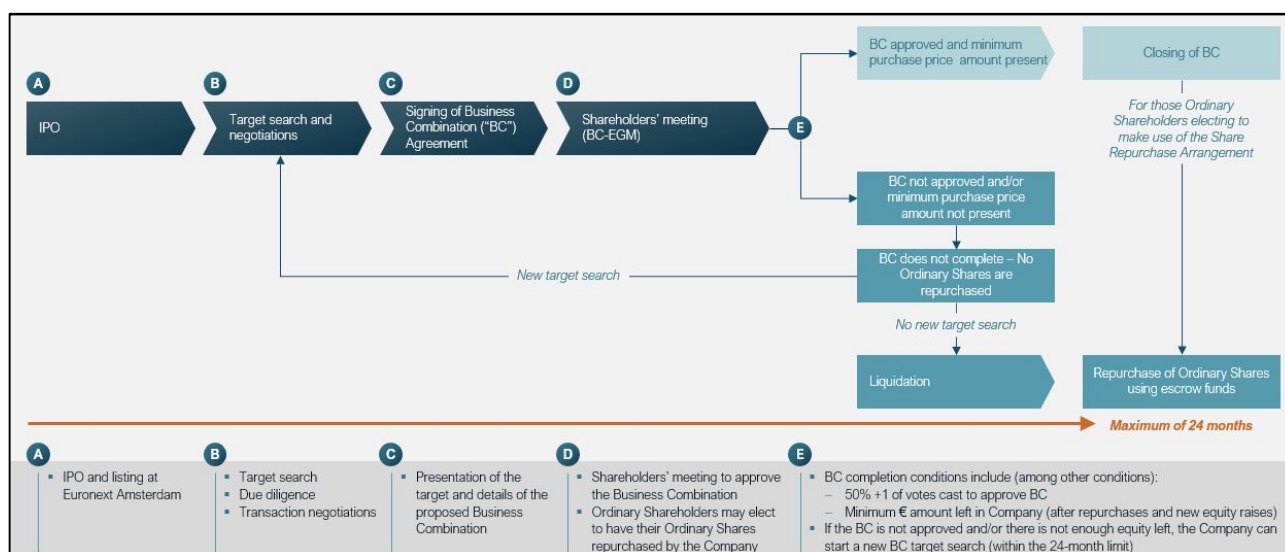 A
IPO
B
Target search and
negotiations
C
Signing of Business
Combination (“BC”)
Agreement
D
Shareholders’ meeting
(BC-EGM)
E
BC approved and minimum
purchase price amount present
Closing of BC
For those Ordinary
Shareholders electing to
make use of the Share
Repurchase Arrangement
BC not approved and/or
minimum purchase price
amount not present
BC does not complete – No
Ordinary Shares are
repurchased
New target search
No new target search
Liquidation
Repurchase of Ordinary Shares
using escrow funds
Maximum of 24 months
A
▪ IPO and listing at
Euronext Amsterdam
B
▪ Target search
▪ Due diligence
▪ Transaction negotiations
C
▪ Presentation of the
target and details of the
proposed Business
Combination
D
▪ Shareholders’ meeting to approve
the Business Combination
▪ Ordinary Shareholders may elect
to have their Ordinary Shares
repurchased by the Company
E
▪ BC completion conditions include (among other conditions):
– 50% +1 of votes cast to approve BC
– Minimum € amount left in Company (after repurchases and new equity raises)
▪ If the BC is not approved and/or there is not enough equity left, the Company can
start a new BC target search (within the 24-month limit)